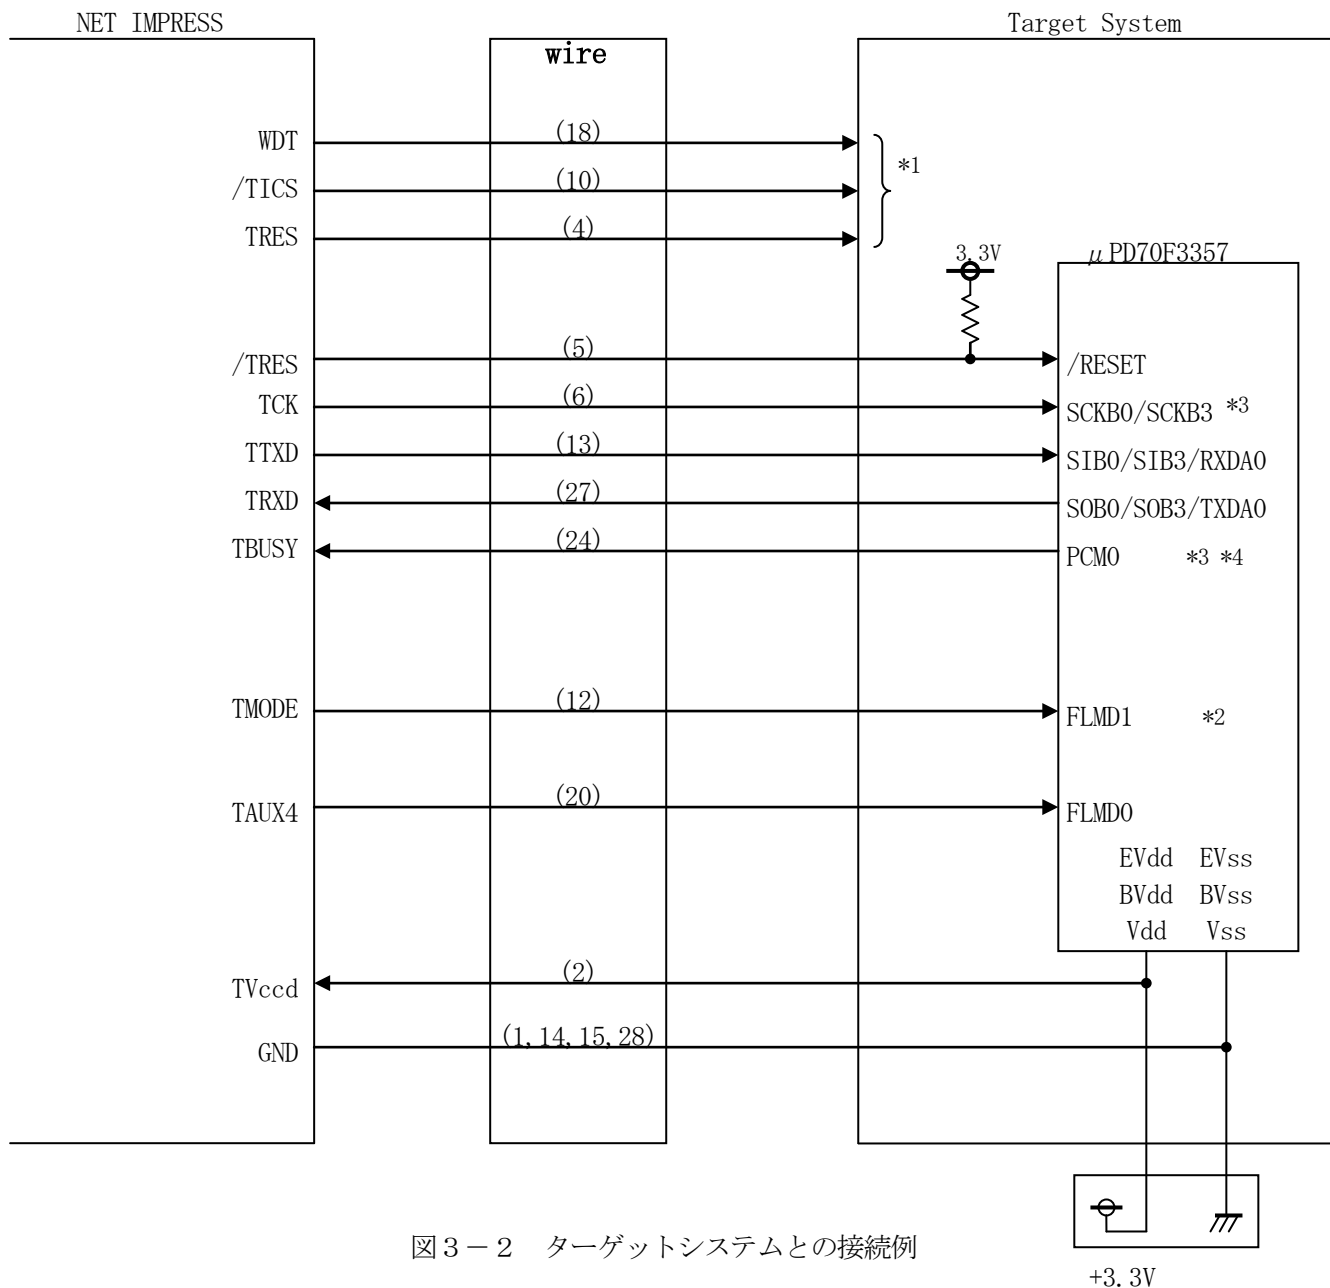 NET IMPRESS
Target System
wire
WDT (18)
*1
/TICS (10)
TRES (4)
3.3V
μPD70F3357
/TRES (5) /RESET
TCK (6) SCKB0/SCKB3 *3
TTXD (13) SIB0/SIB3/RXDA0
TRXD (27) SOB0/SOB3/TXDA0
TBUSY (24) PCM0 *3 *4
TMODE (12) FLMD1 *2
TAUX4 (20) FLMD0
EVdd EVss
BVdd BVss
Vdd Vss
TVccd (2)
GND (1,14,15,28)
図3-2 ターゲットシステムとの接続例
+3.3V